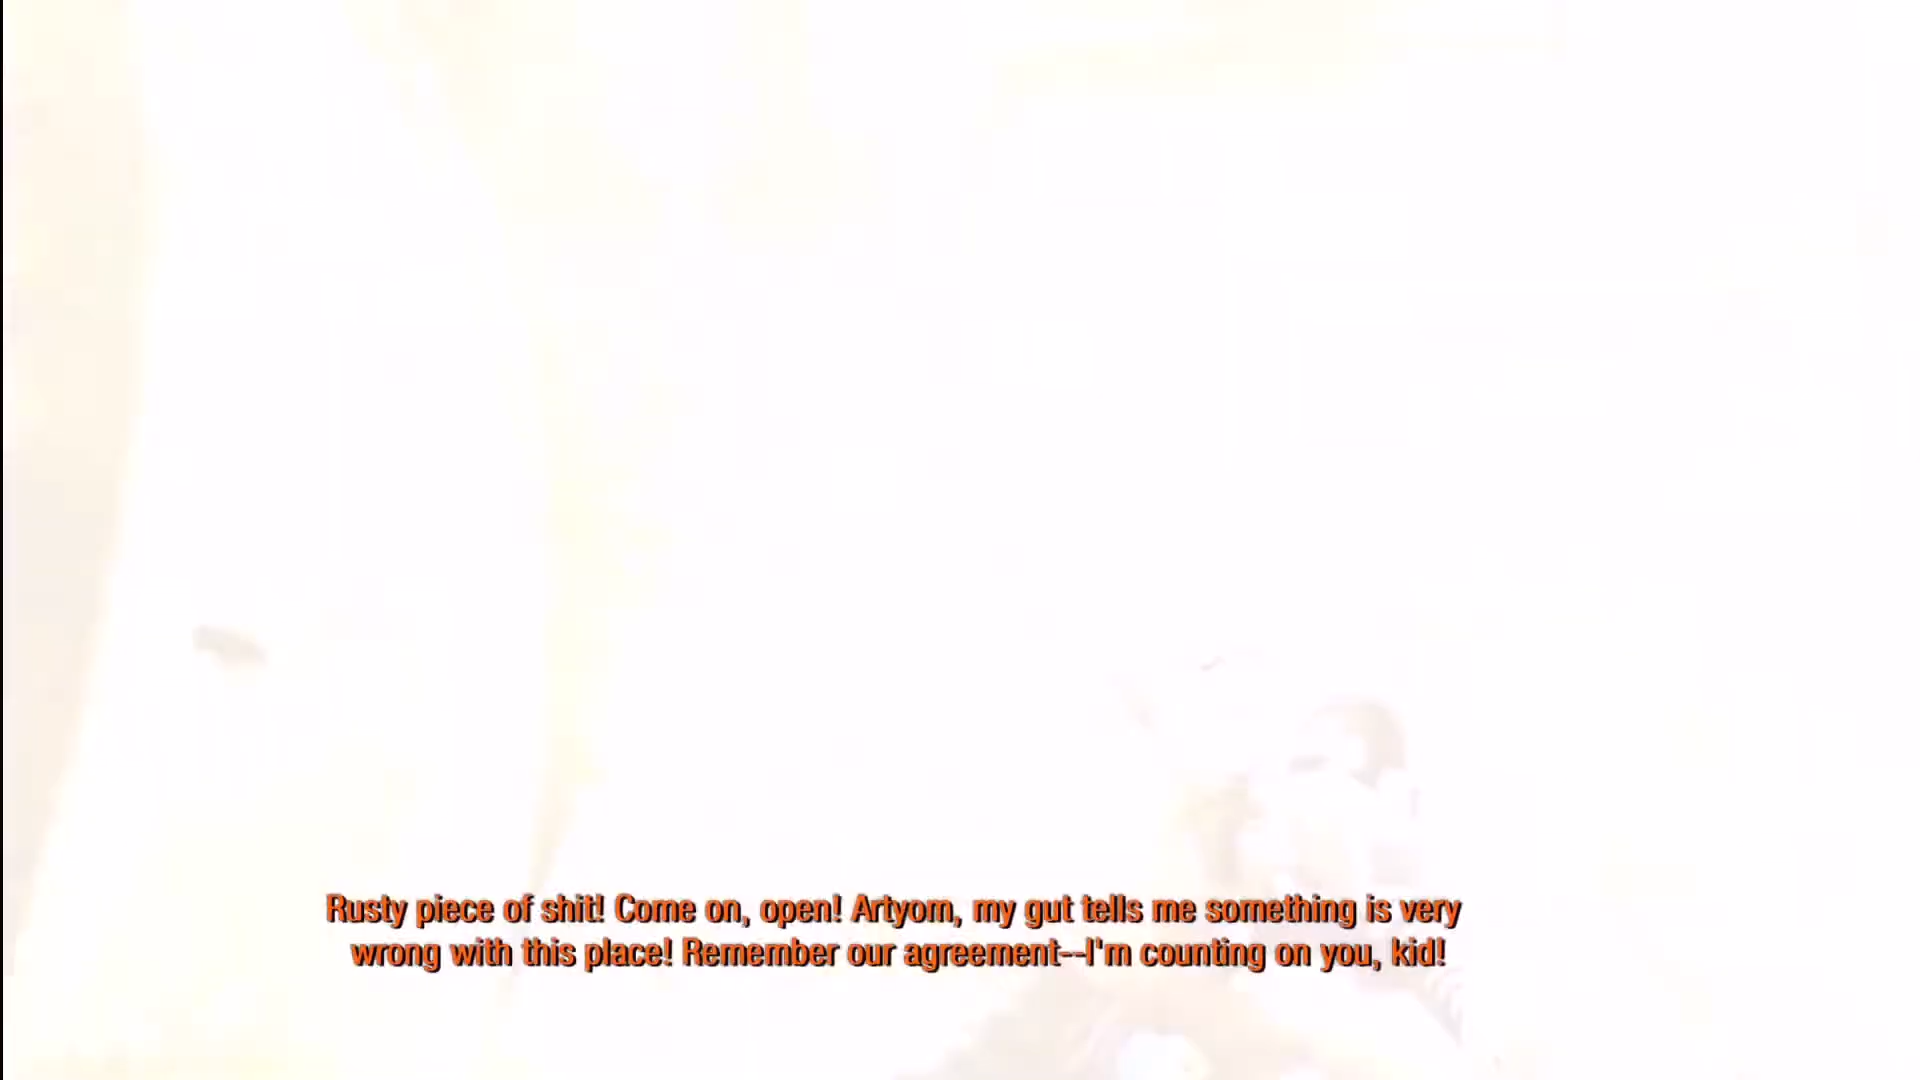 Rusty piece of shit! Come on, open! Artyom, my gut tells me something is very
wrong with this place! Remember our agreement--I'm counting on you, kid!